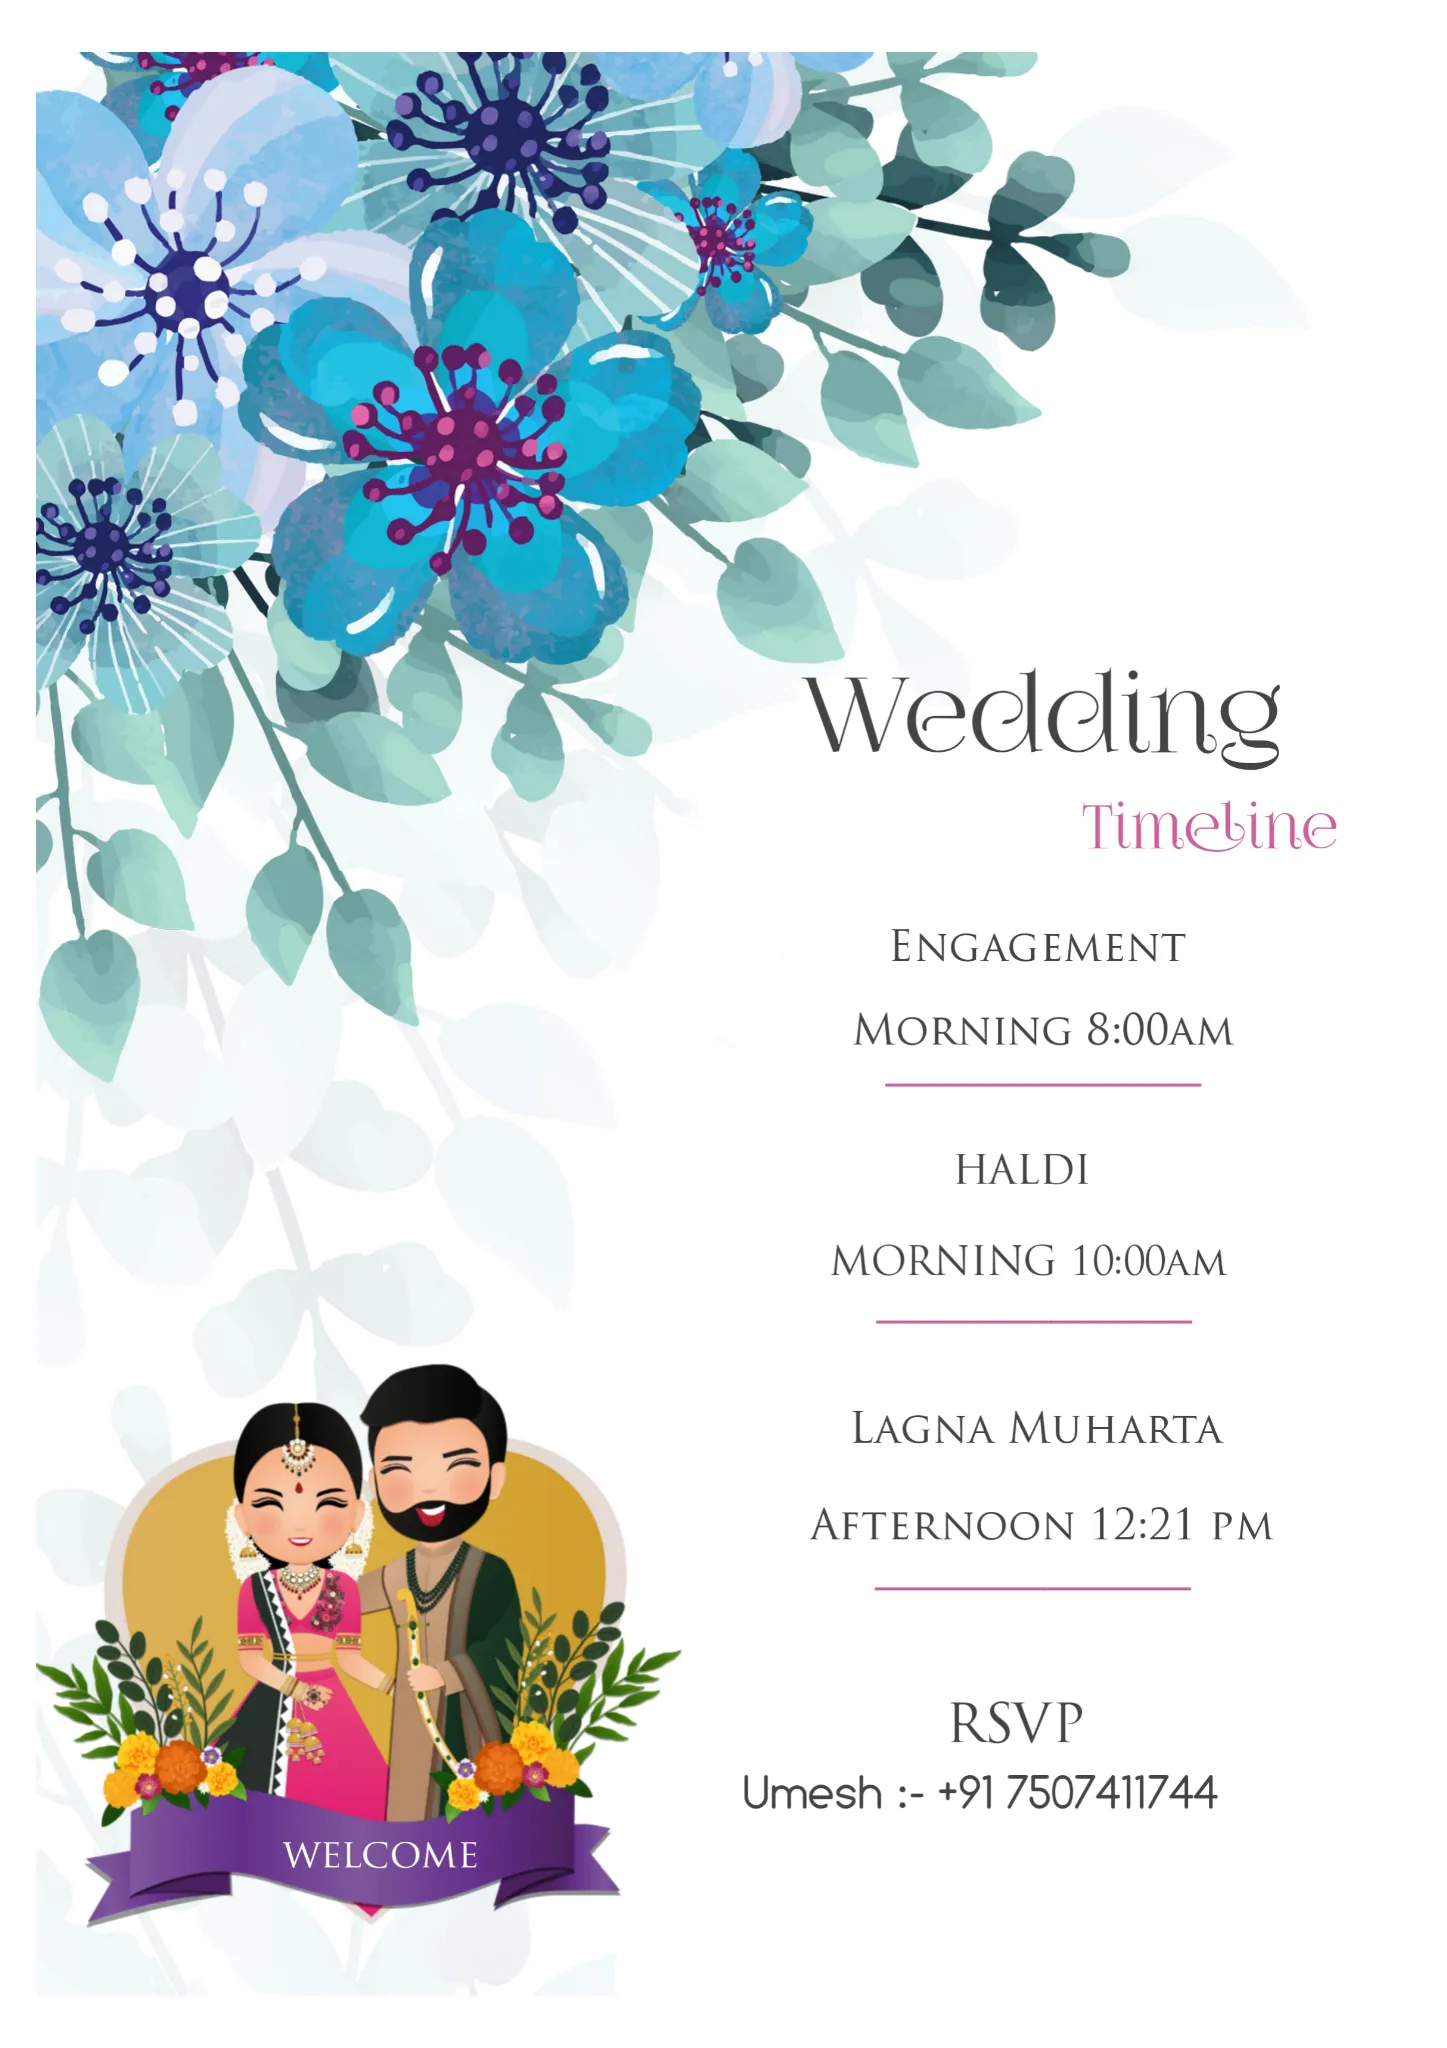 Wedding
Timeline
ENGAGEMENT
MORNING 8:00AM
HALDI
MORNING 10:00AM
LAGNA MUHARTA
AFTERNOON 12:21 PM
RSVP
Umesh :- +91 7507411744
WELCOME